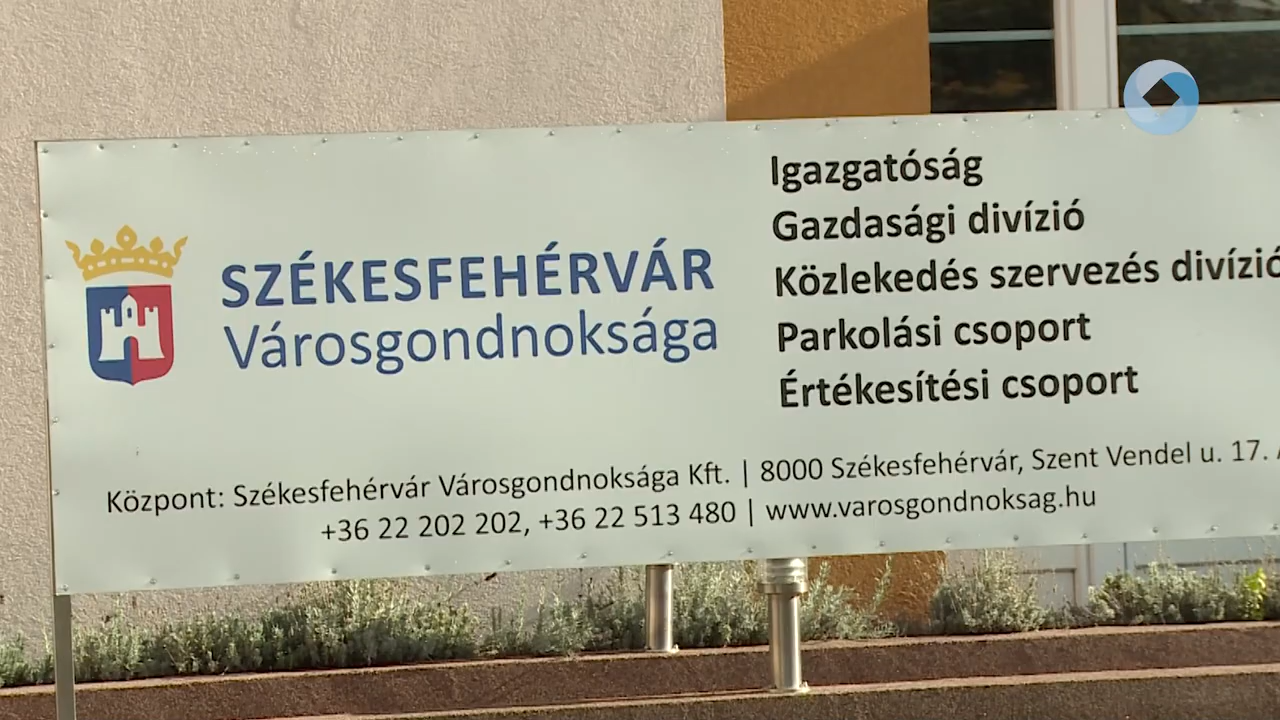 SZÉKESFEHÉRVÁR
Városgondnoksága
Igazgatóság
Gazdasági divízió
Közlekedés szervezés divízió
Parkolási csoport
Értékesítési csoport
Központ: Székesfehérvár Városgondnoksága Kft. | 8000 Székesfehérvár, Szent Vendel u. 17.
+36 22 202 202, +36 22 513 480 | www.varosgondnoksag.hu